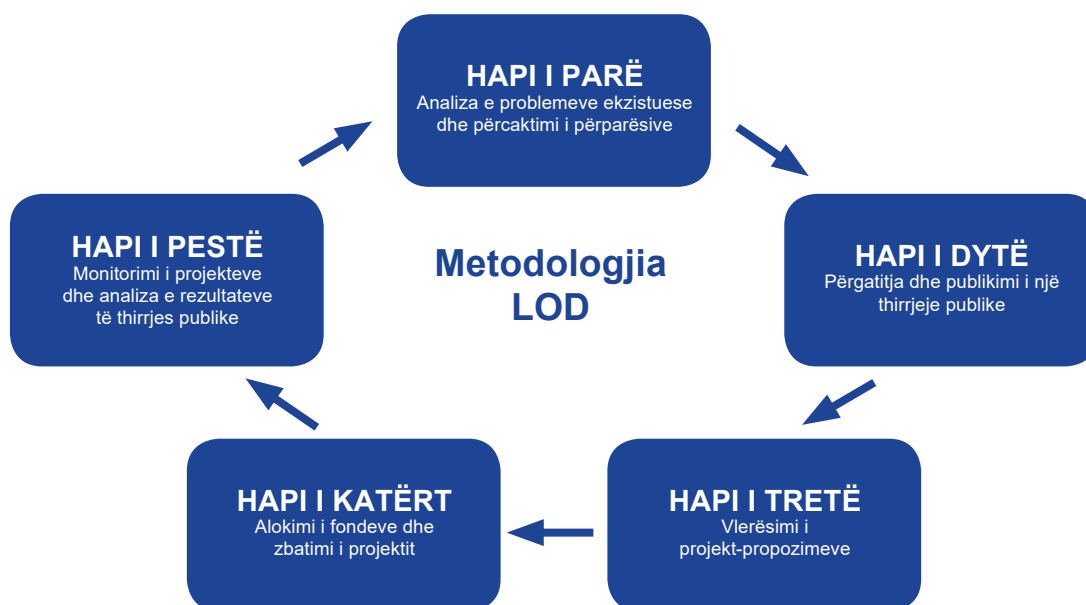 HAPI I PARË
Analiza e problemeve ekzistuese
dhe përcaktimi i përparësive
HAPI I DYTË
Përgatitja dhe publikimi i një
thirrjeje publike
HAPI I TRETË
Vlerësimi i
projekt-propozimeve
HAPI I KATËRT
Alokimi i fondeve dhe
zbatimi i projektit
HAPI I PESTË
Monitorimi i projekteve
dhe analiza e rezultateve
të thirrjes publike
Metodologjia
LOD